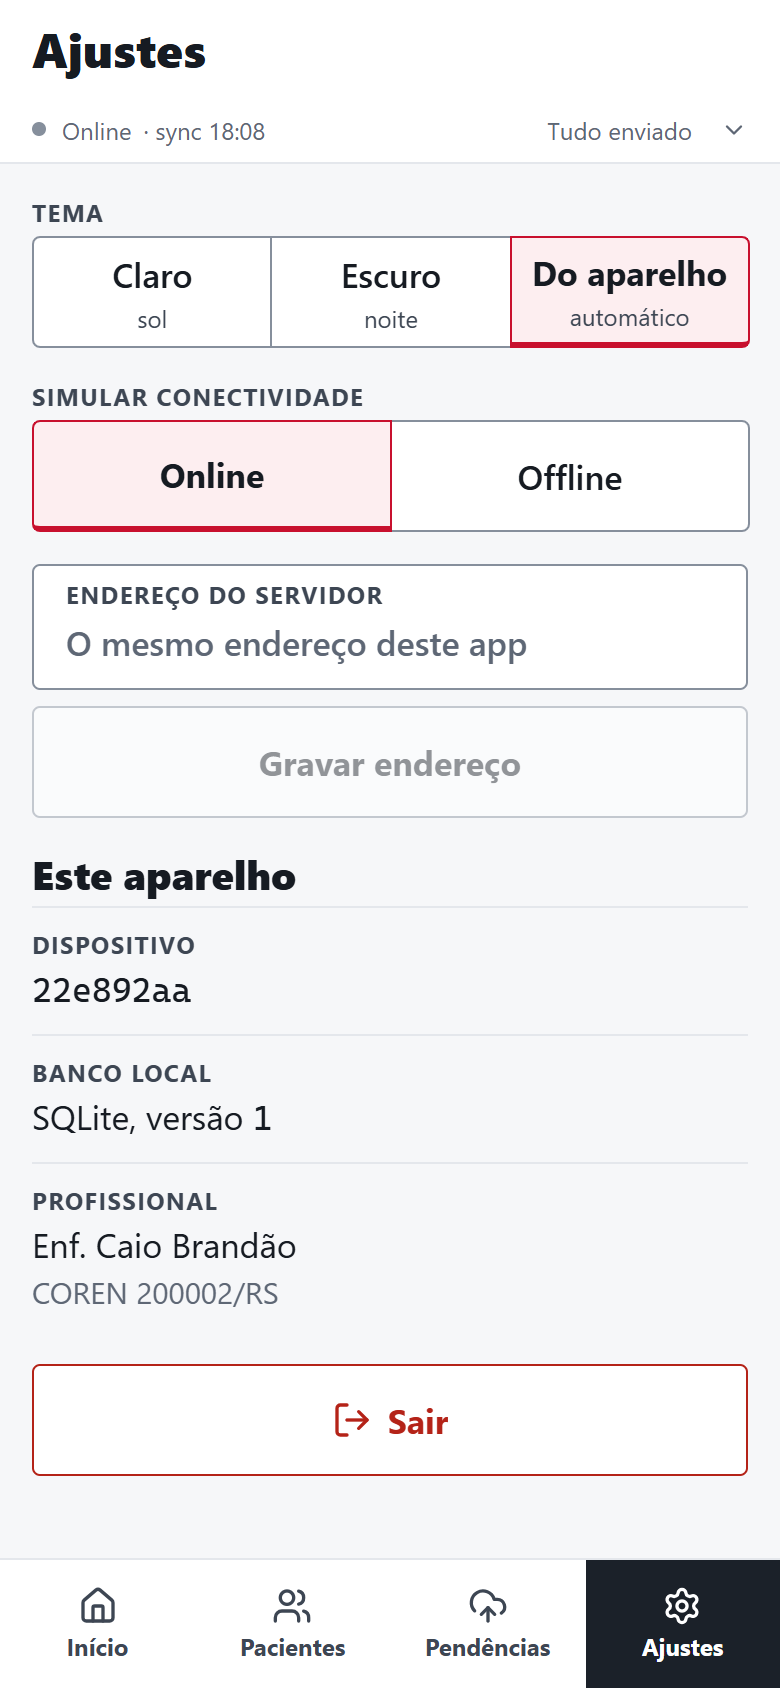 Ajustes
Online · sync 18:08
Tudo enviado
TEMA
Claro
sol
Escuro
noite
Do aparelho
automático
SIMULAR CONECTIVIDADE
Online
Offline
ENDEREÇO DO SERVIDOR
O mesmo endereço deste app
Gravar endereço
Este aparelho
DISPOSITIVO
22e892aa
BANCO LOCAL
SQLite, versão 1
PROFISSIONAL
Enf. Caio Brandão
COREN 200002/RS
Sair
Início
Pacientes
Pendências
Ajustes